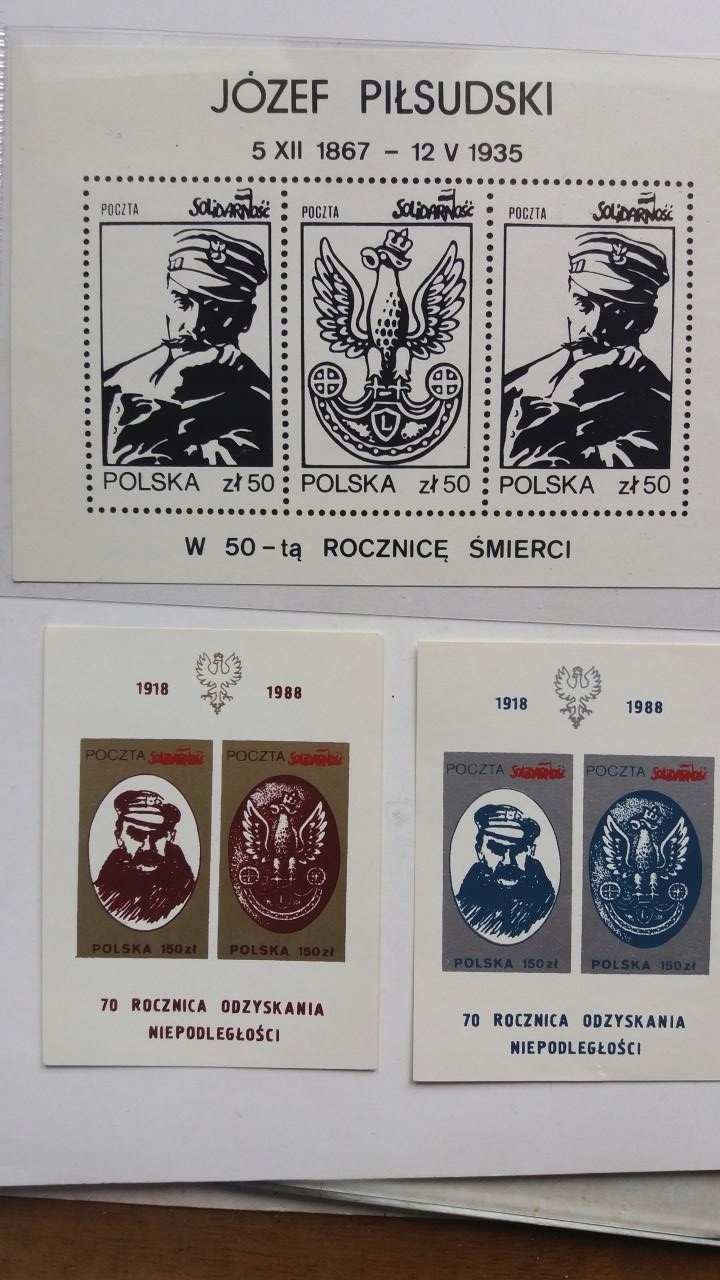 JÓZEF PIŁSUDSKI
5 XII 1867 – 12 V 1935
POCZTA SOLIDARNOŚĆ
POLSKA zł 50
POCZTA SOLIDARNOŚĆ
L
POLSKA zł 50
POCZTA SOLIDARNOŚĆ
POLSKA zł 50
W 50-tą ROCZNICĘ ŚMIERCI
1918 1988
POCZTA SOLIDARNOŚĆ
POLSKA 150 zł
POCZTA SOLIDARNOŚĆ
POLSKA 150 zł
70 ROCZNICA ODZYSKANIA
NIEPODLEGŁOŚCI
1918 1988
POCZTA SOLIDARNOŚĆ
POLSKA 150 zł
POCZTA SOLIDARNOŚĆ
POLSKA 150 zł
70 ROCZNICA ODZYSKANIA
NIEPODLEGŁOŚCI